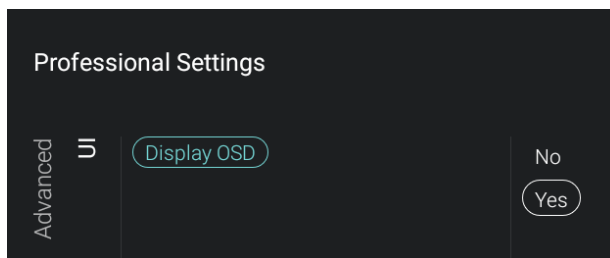 Professional Settings
Advanced
UI
Display OSD
No
Yes